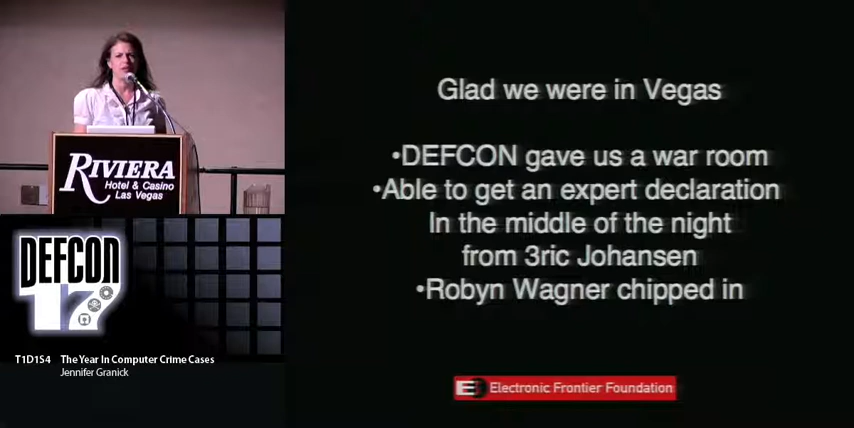 RIVIERA
Hotel & Casino
Las Vegas
DEFCON
17
T1D1S4 The Year In Computer Crime Cases
Jennifer Granick
Glad we were in Vegas
•DEFCON gave us a war room
•Able to get an expert declaration
In the middle of the night
from 3ric Johansen
•Robyn Wagner chipped in
Electronic Frontier Foundation